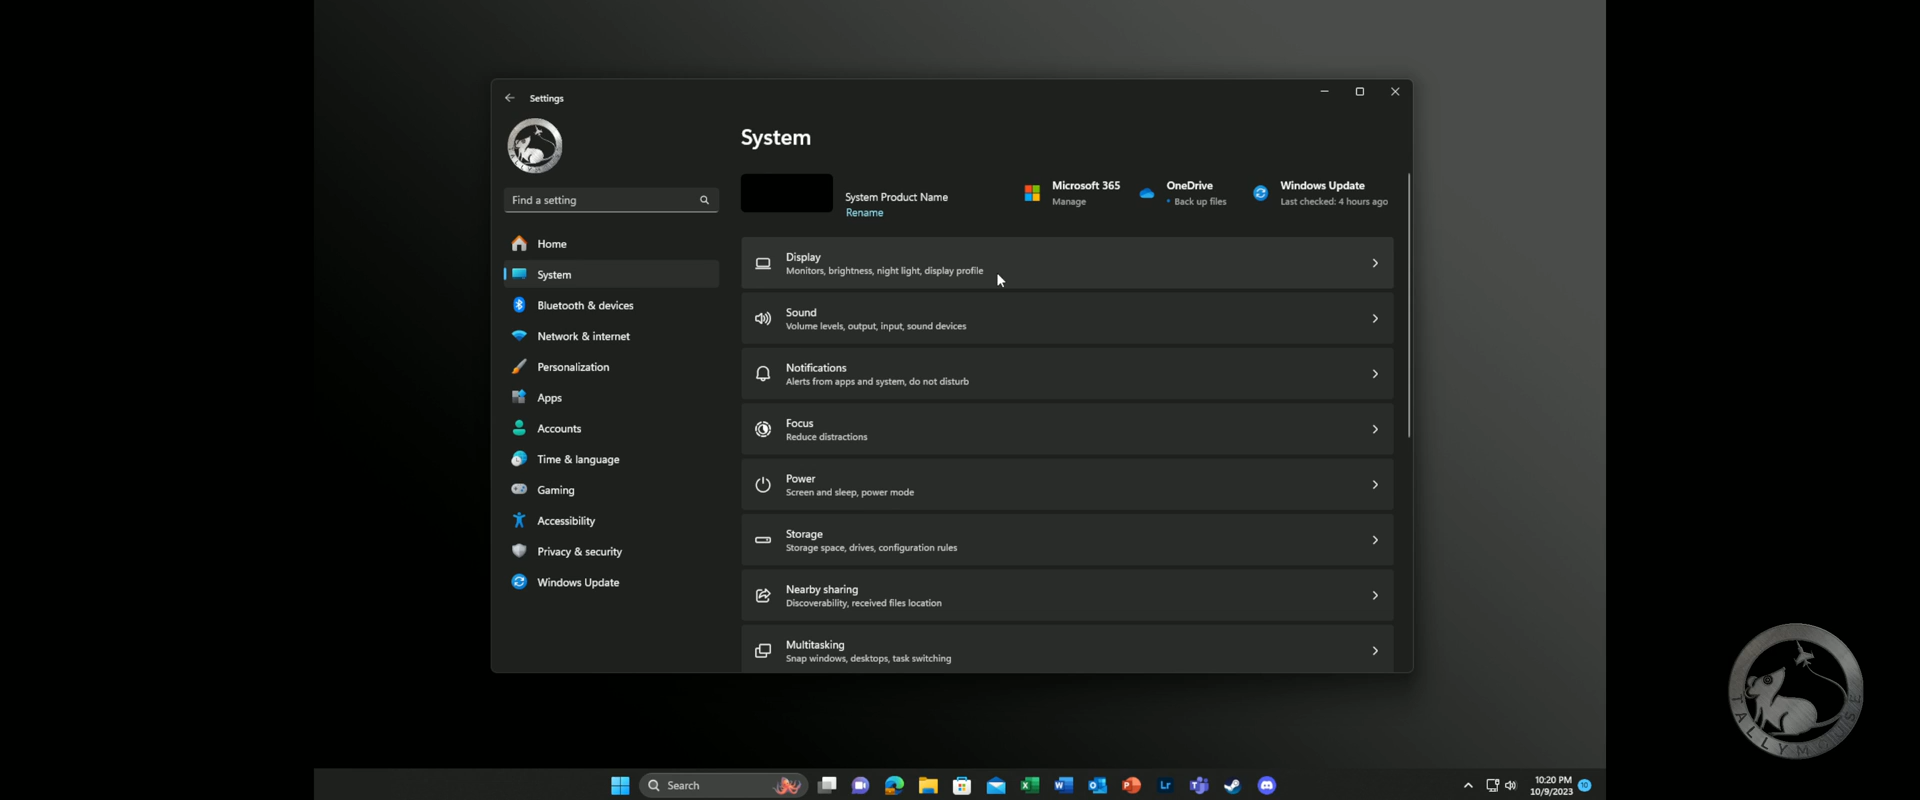 Settings
System
Find a setting
System Product Name
Rename
Microsoft 365
Manage
OneDrive
• Back up files
Windows Update
Last checked: 4 hours ago
Home
System
Bluetooth & devices
Network & internet
Personalization
Apps
Accounts
Time & language
Gaming
Accessibility
Privacy & security
Windows Update
Display
Monitors, brightness, night light, display profile
Sound
Volume levels, output, input, sound devices
Notifications
Alerts from apps and system, do not disturb
Focus
Reduce distractions
Power
Screen and sleep, power mode
Storage
Storage space, drives, configuration rules
Nearby sharing
Discoverability, received files location
Multitasking
Snap windows, desktops, task switching
TALLYMOUSE
Search
Lr
10:20 PM
10/9/2023